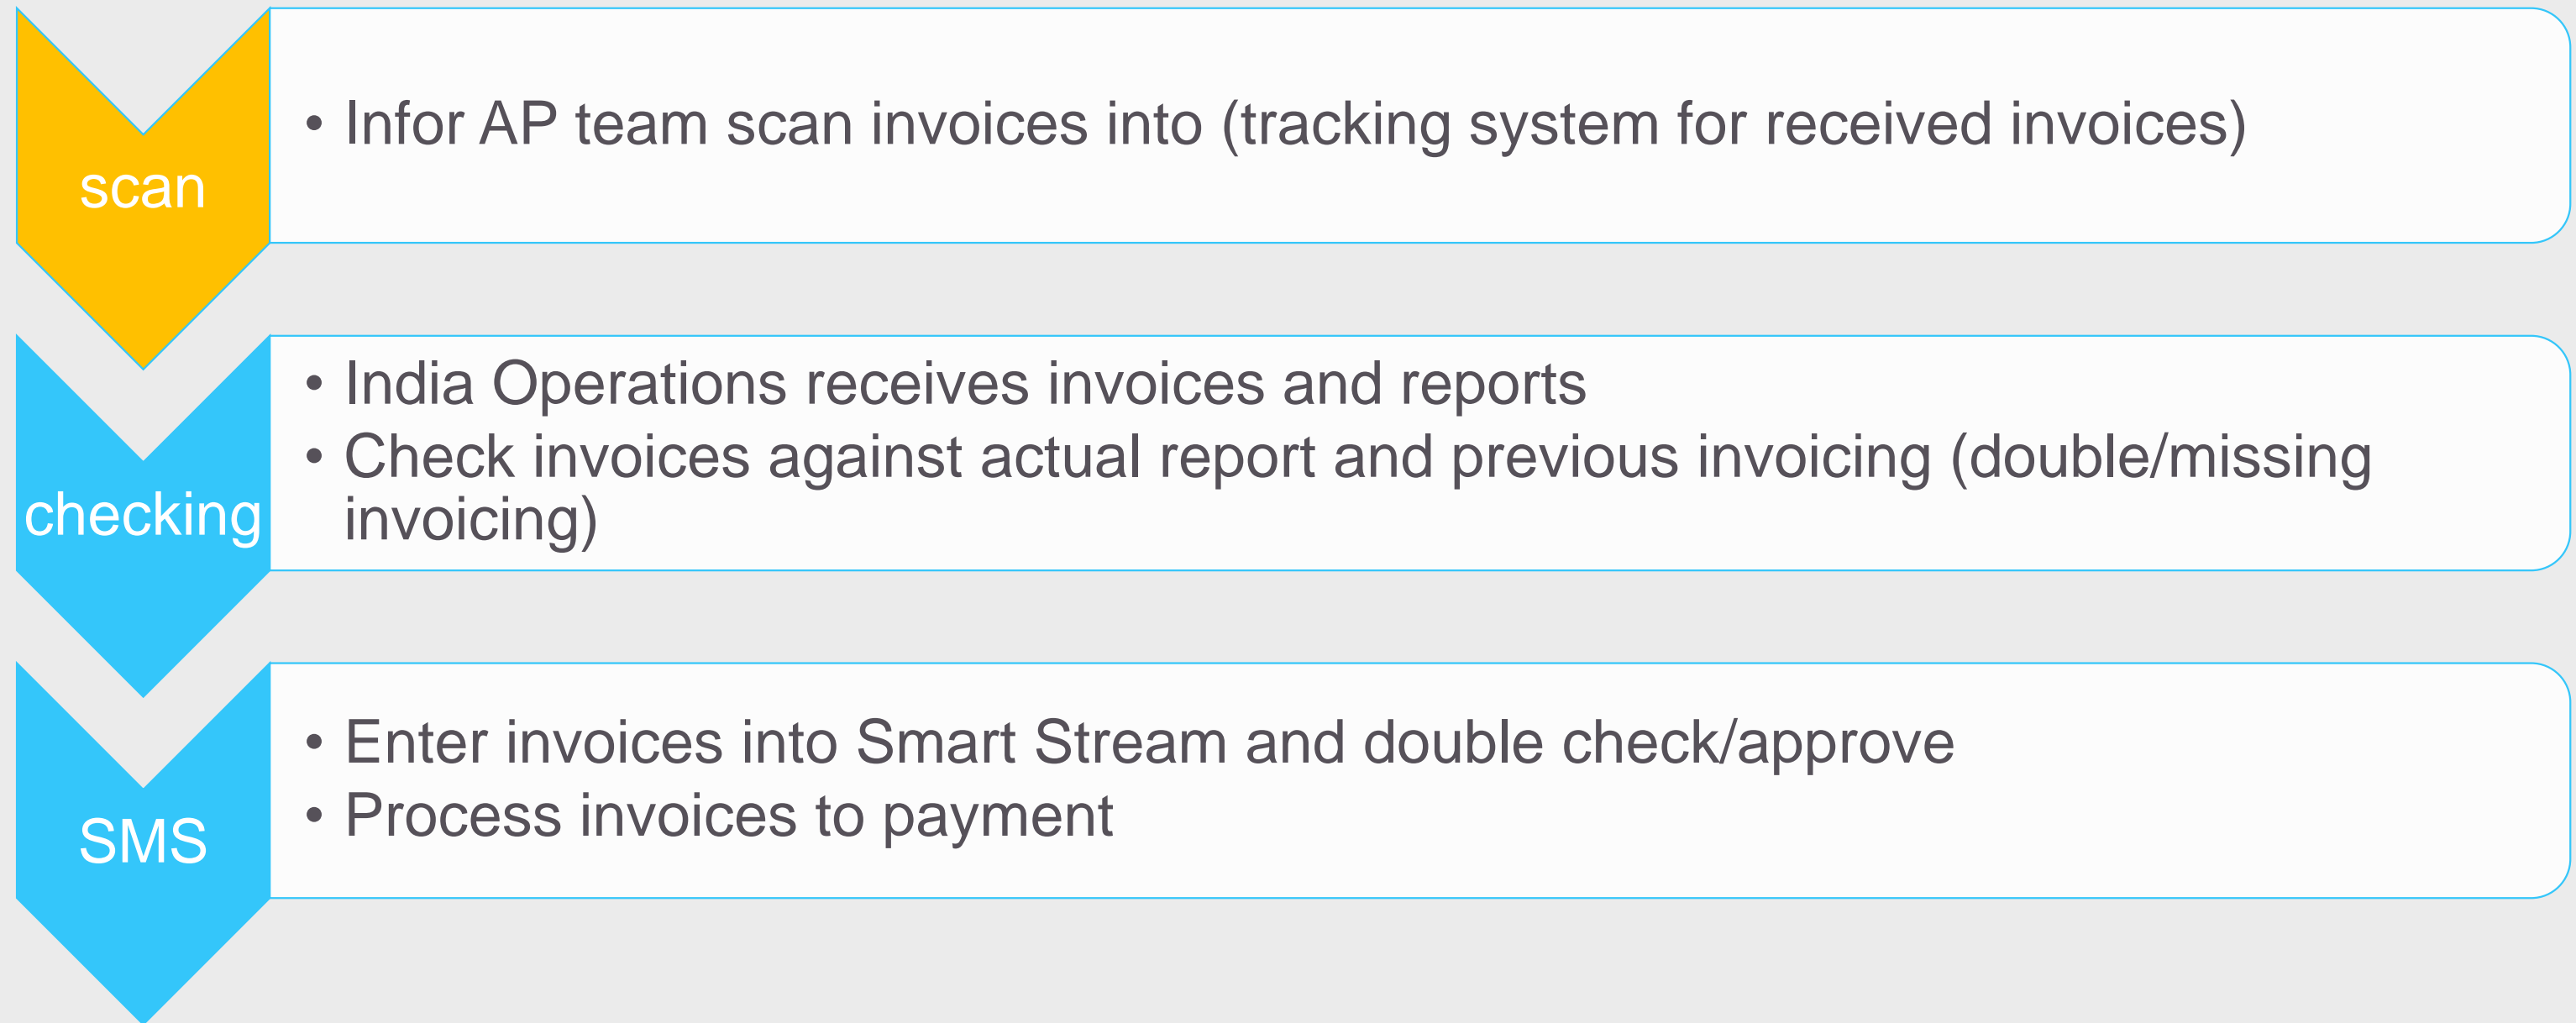 scan
• Infor AP team scan invoices into (tracking system for received invoices)
checking
• India Operations receives invoices and reports
• Check invoices against actual report and previous invoicing (double/missing
invoicing)
SMS
• Enter invoices into Smart Stream and double check/approve
• Process invoices to payment